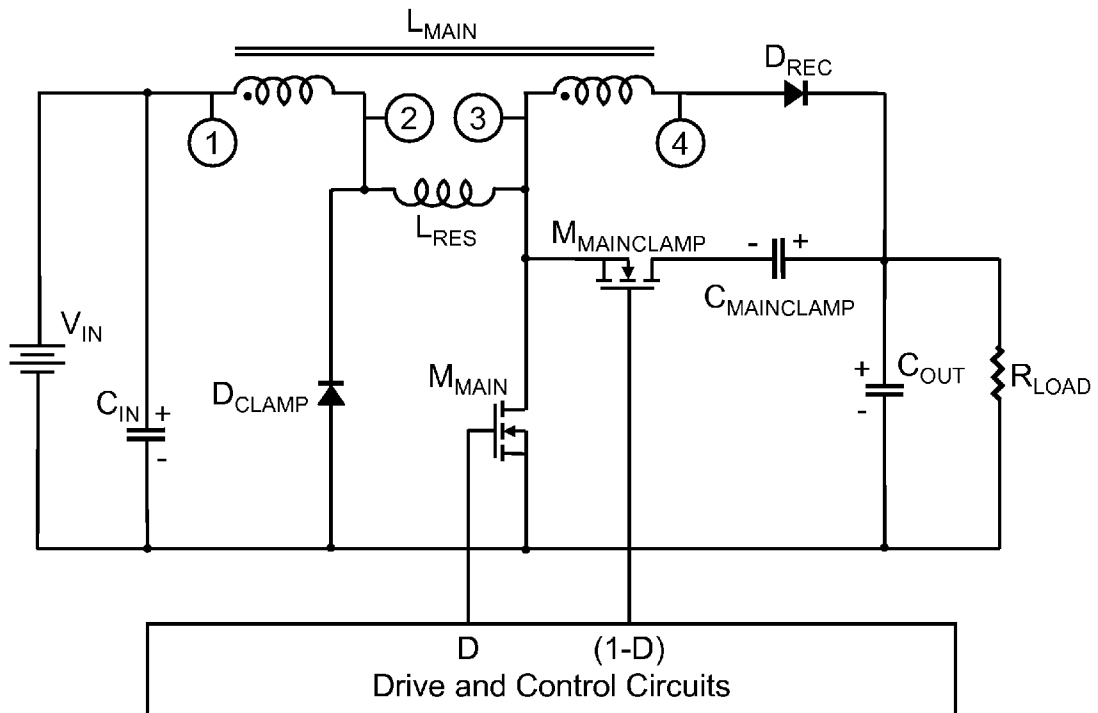 L_MAIN
D_REC
1
2
3
4
L_RES
M_MAINCLAMP
- +
C_MAINCLAMP
V_IN
M_MAIN
C_OUT
+
-
R_LOAD
D_CLAMP
C_IN
+
-
D (1-D)
Drive and Control Circuits